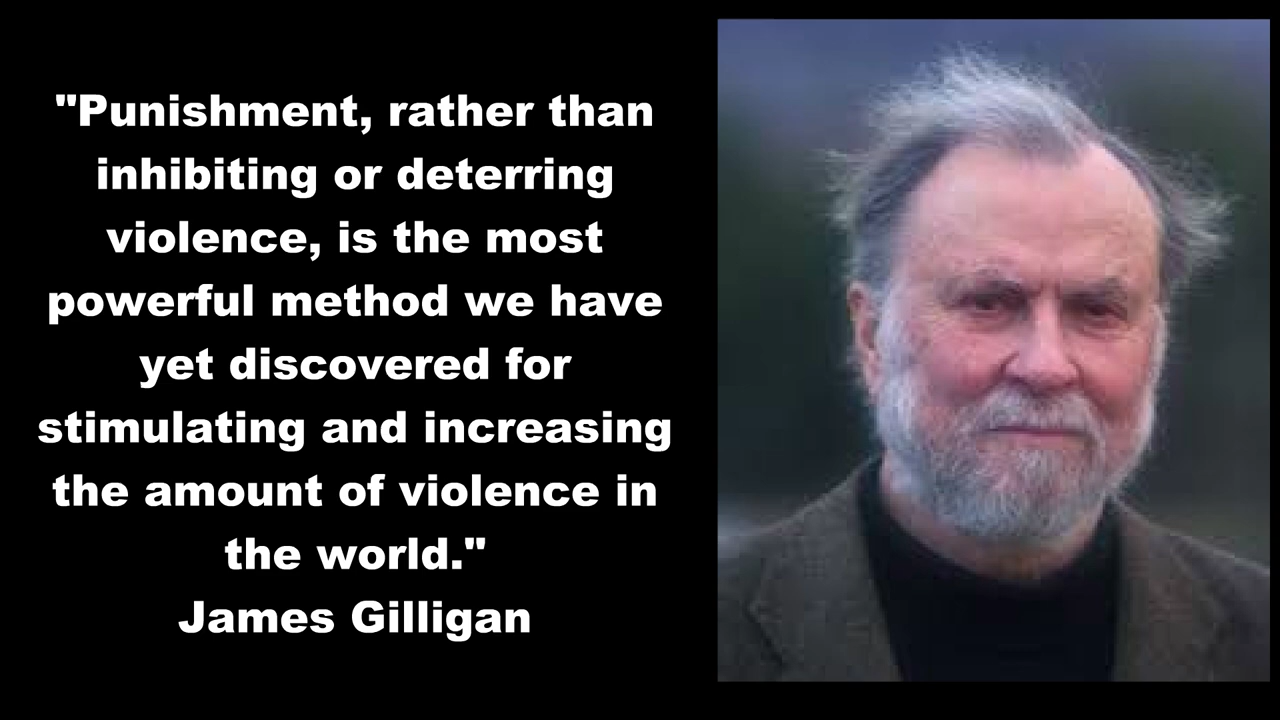 "Punishment, rather than
inhibiting or deterring
violence, is the most
powerful method we have
yet discovered for
stimulating and increasing
the amount of violence in
the world."
James Gilligan